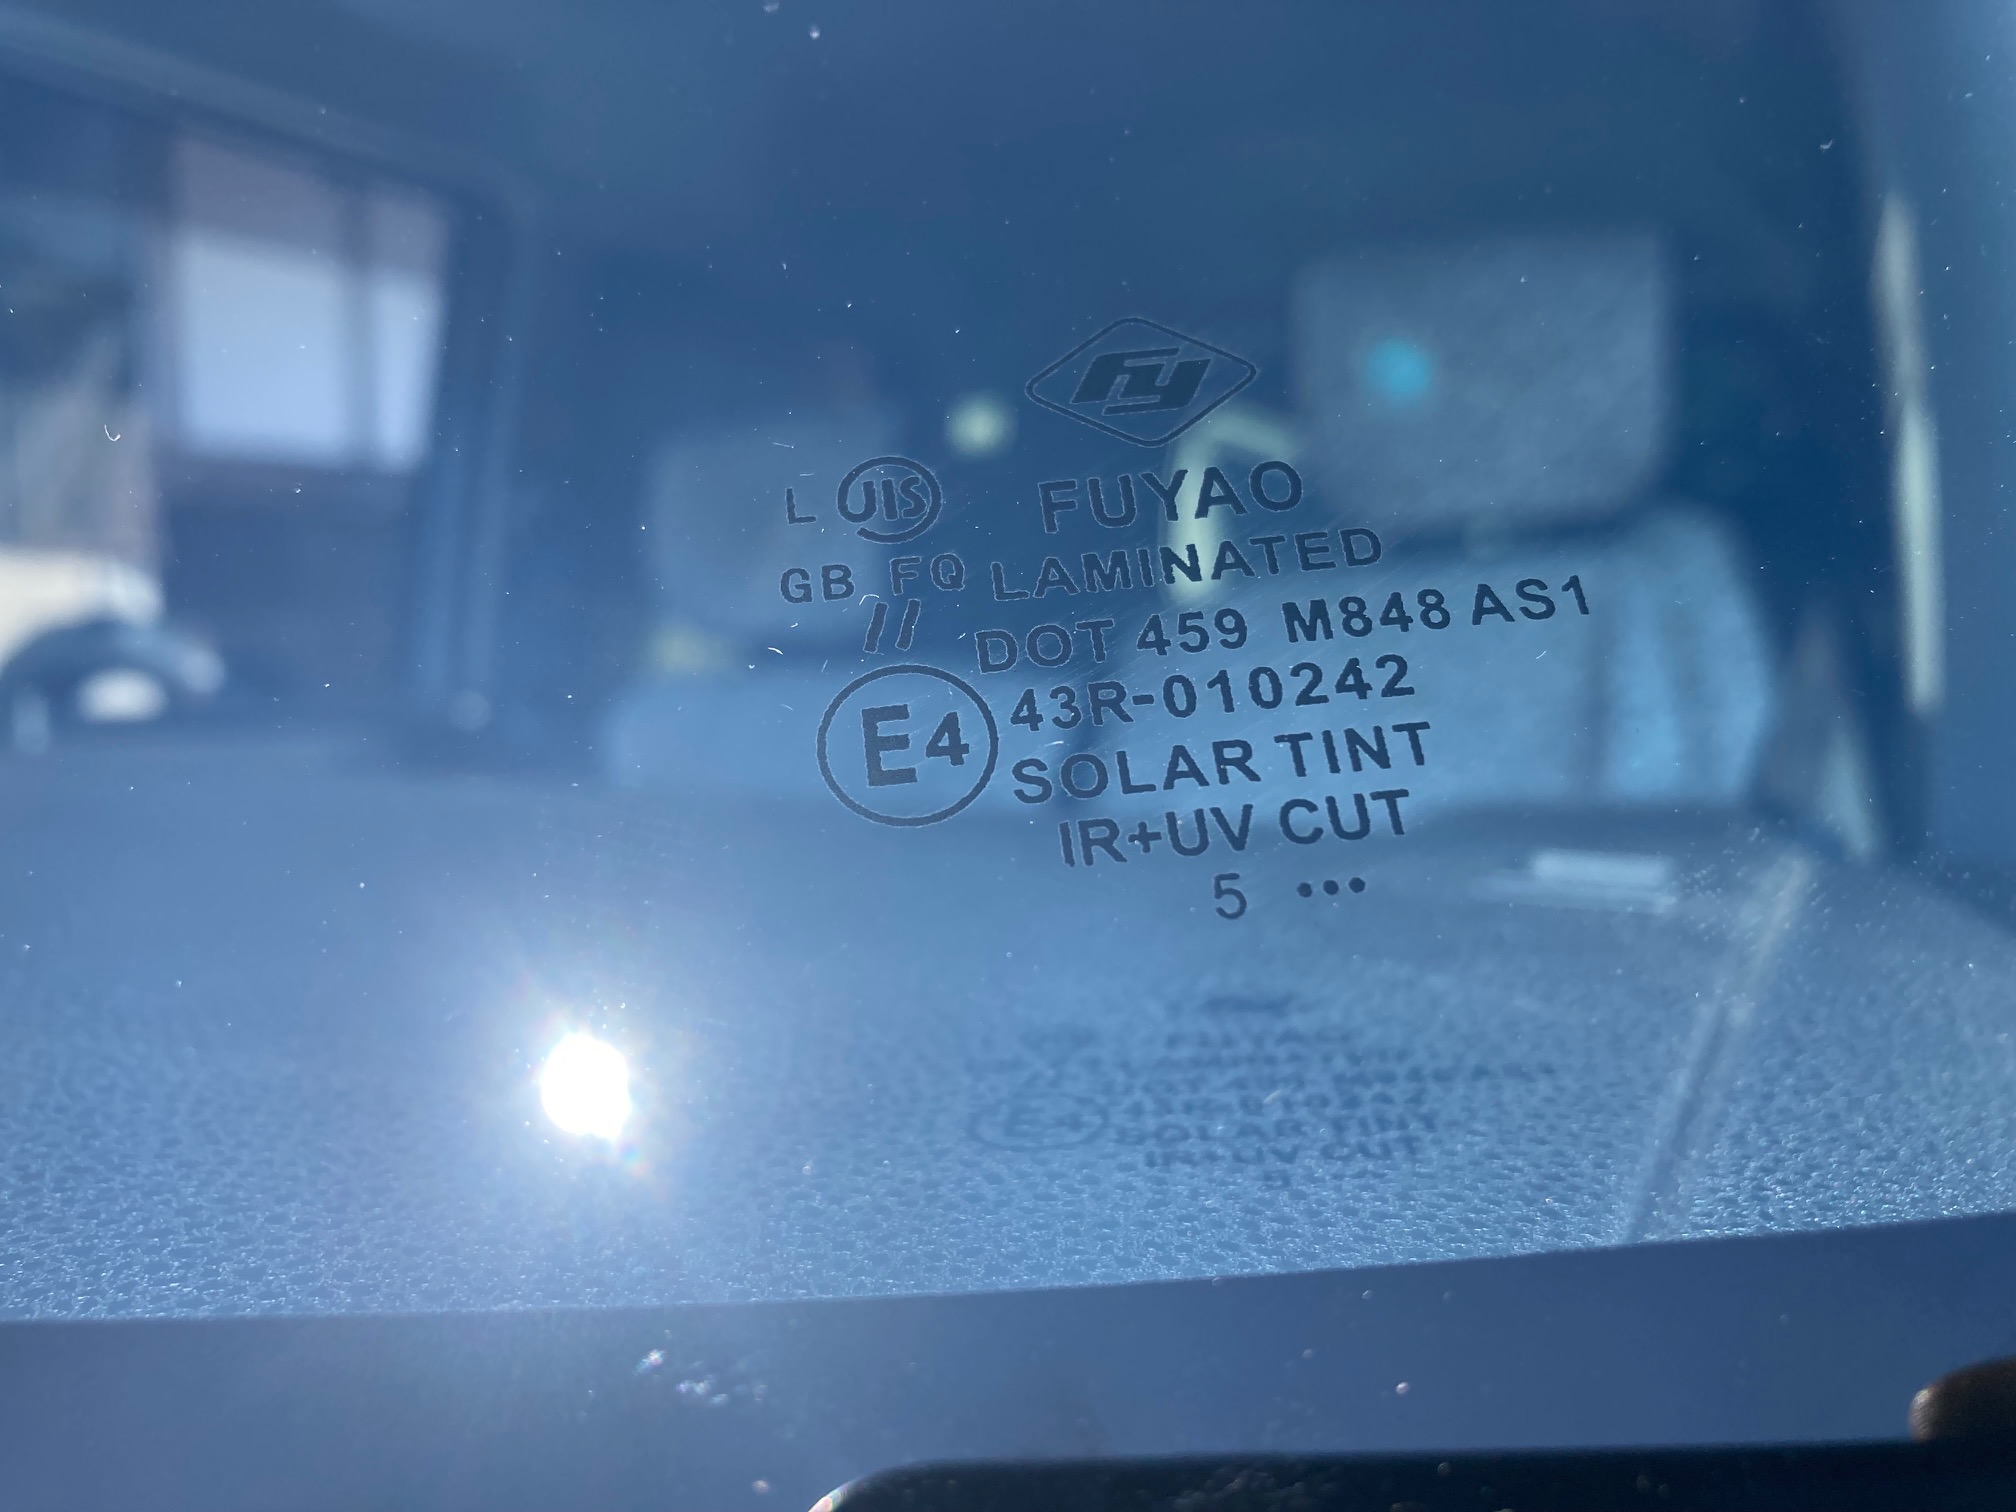 FY
L JIS FUYAO
GB FQ LAMINATED
// DOT 459 M848 AS1
E4 43R-010242
SOLAR TINT
IR+UV CUT
5 •••